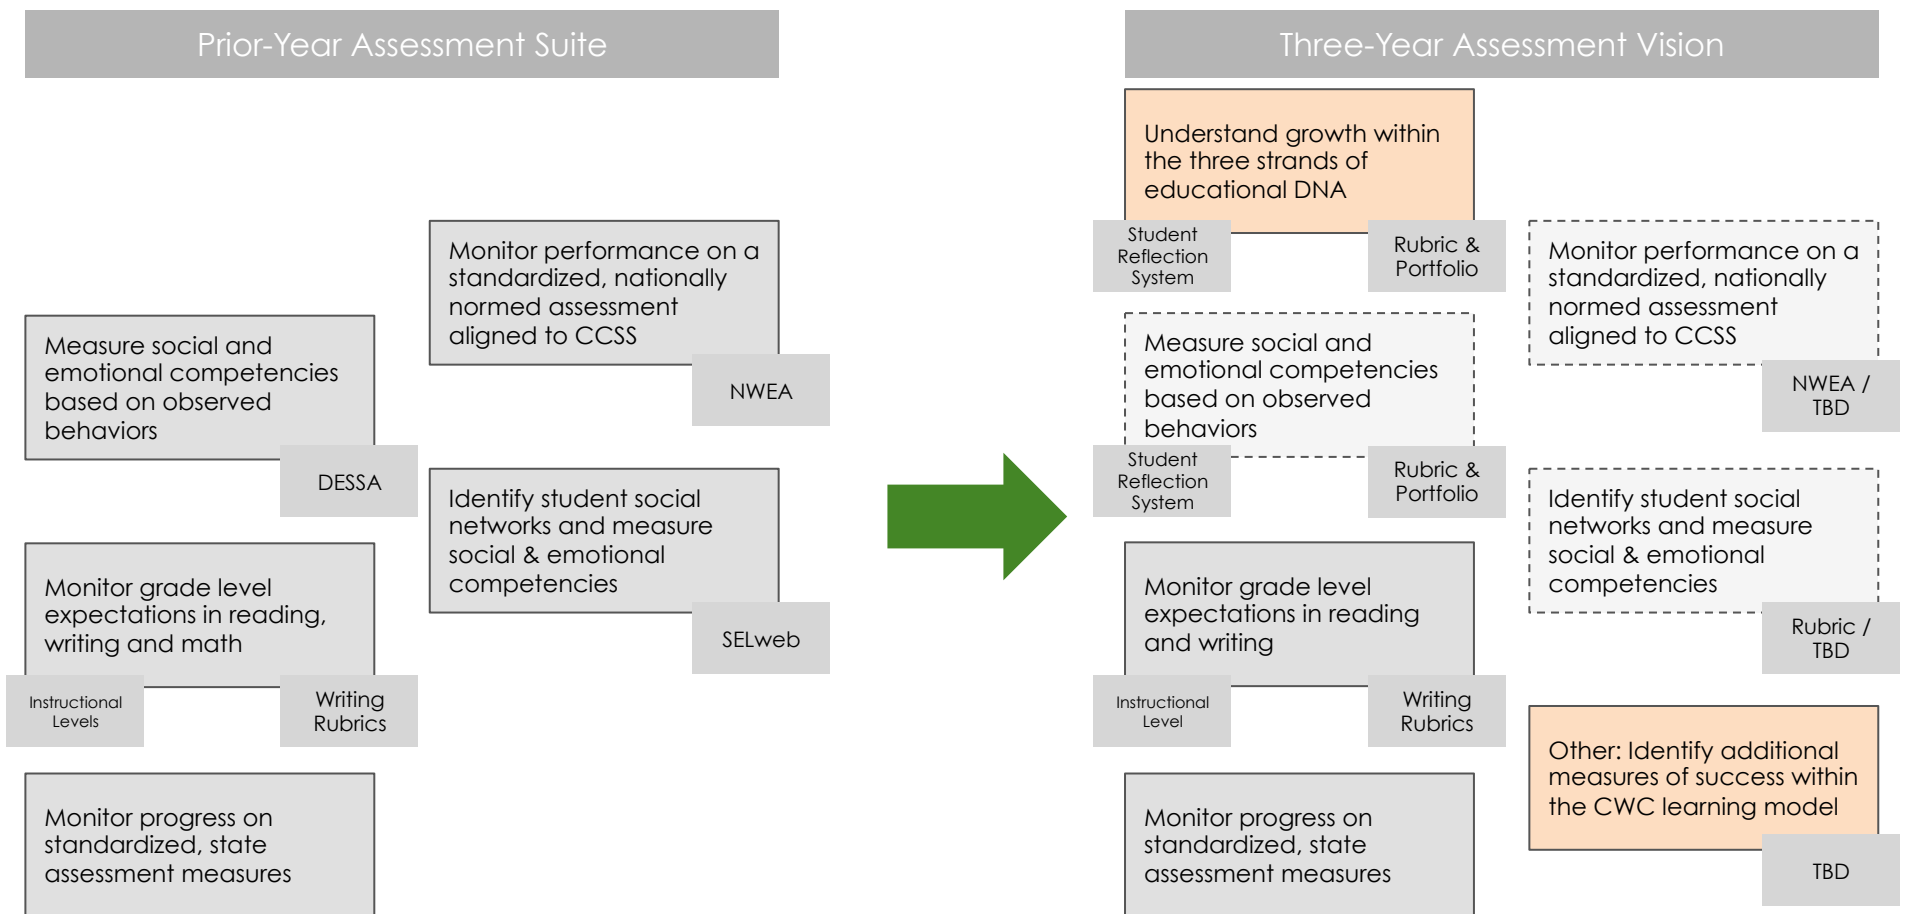 Prior-Year Assessment Suite
Monitor performance on a
standardized, nationally
normed assessment
aligned to CCSS
NWEA
Measure social and
emotional competencies
based on observed
behaviors
DESSA
Identify student social
networks and measure
social & emotional
competencies
SELweb
Monitor grade level
expectations in reading,
writing and math
Instructional
Levels
Writing
Rubrics
Monitor progress on
standardized, state
assessment measures
Three-Year Assessment Vision
Understand growth within
the three strands of
educational DNA
Student
Reflection
System
Rubric &
Portfolio
Monitor performance on a
standardized, nationally
normed assessment
aligned to CCSS
NWEA /
TBD
Measure social and
emotional competencies
based on observed
behaviors
Student
Reflection
System
Rubric &
Portfolio
Identify student social
networks and measure
social & emotional
competencies
Rubric /
TBD
Monitor grade level
expectations in reading
and writing
Instructional
Level
Writing
Rubrics
Other: Identify additional
measures of success within
the CWC learning model
TBD
Monitor progress on
standardized, state
assessment measures